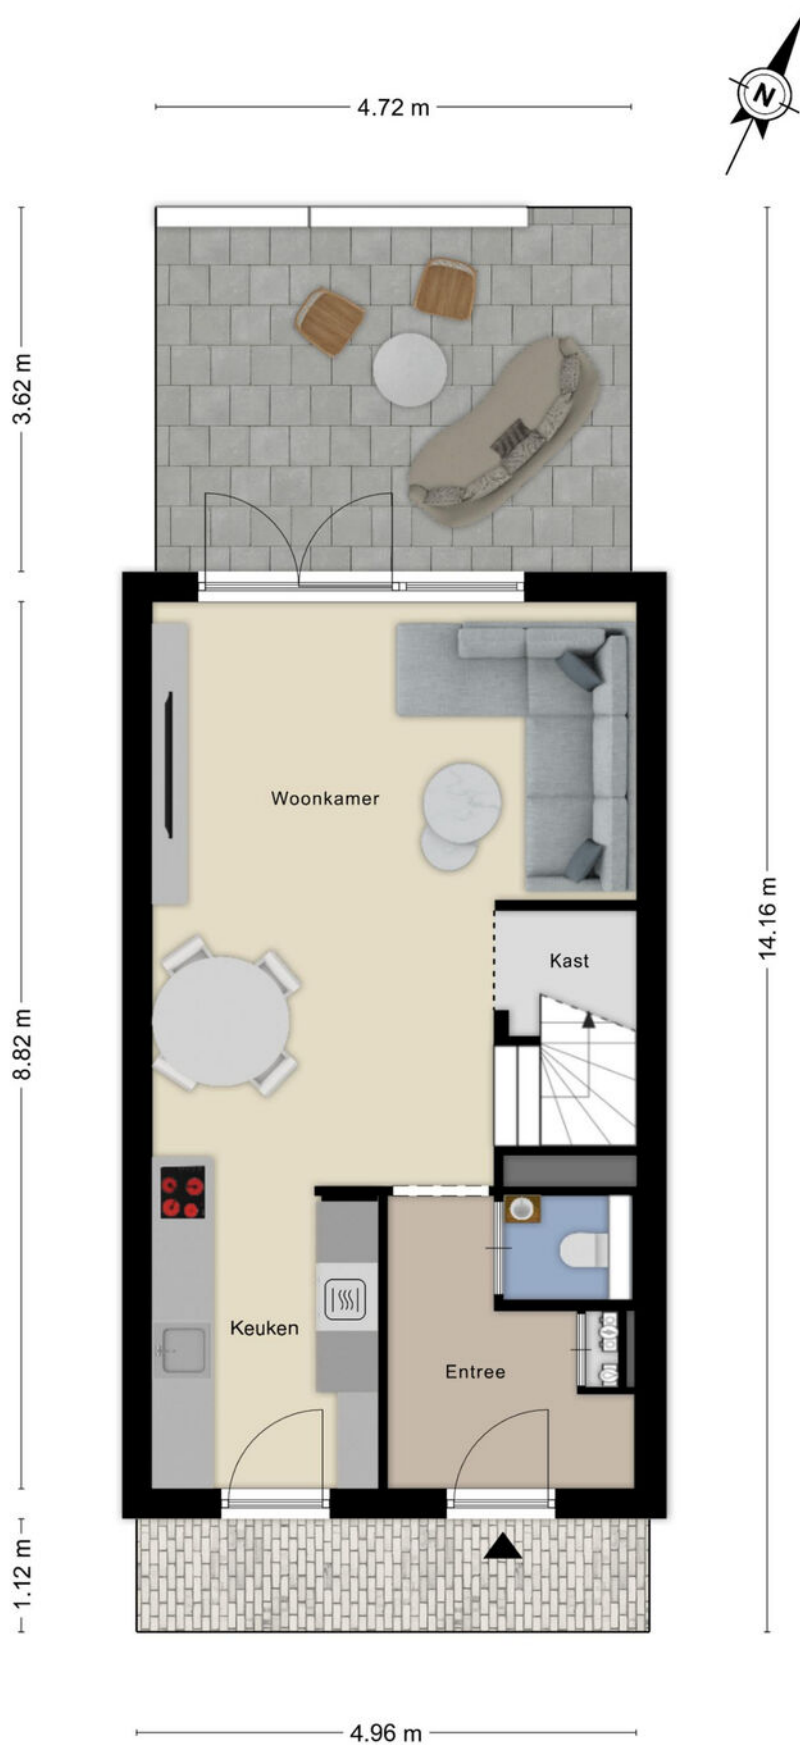 N
4.72 m
3.62 m
Woonkamer
14.16 m
Kast
8.82 m
Keuken
Entree
1.12 m
4.96 m